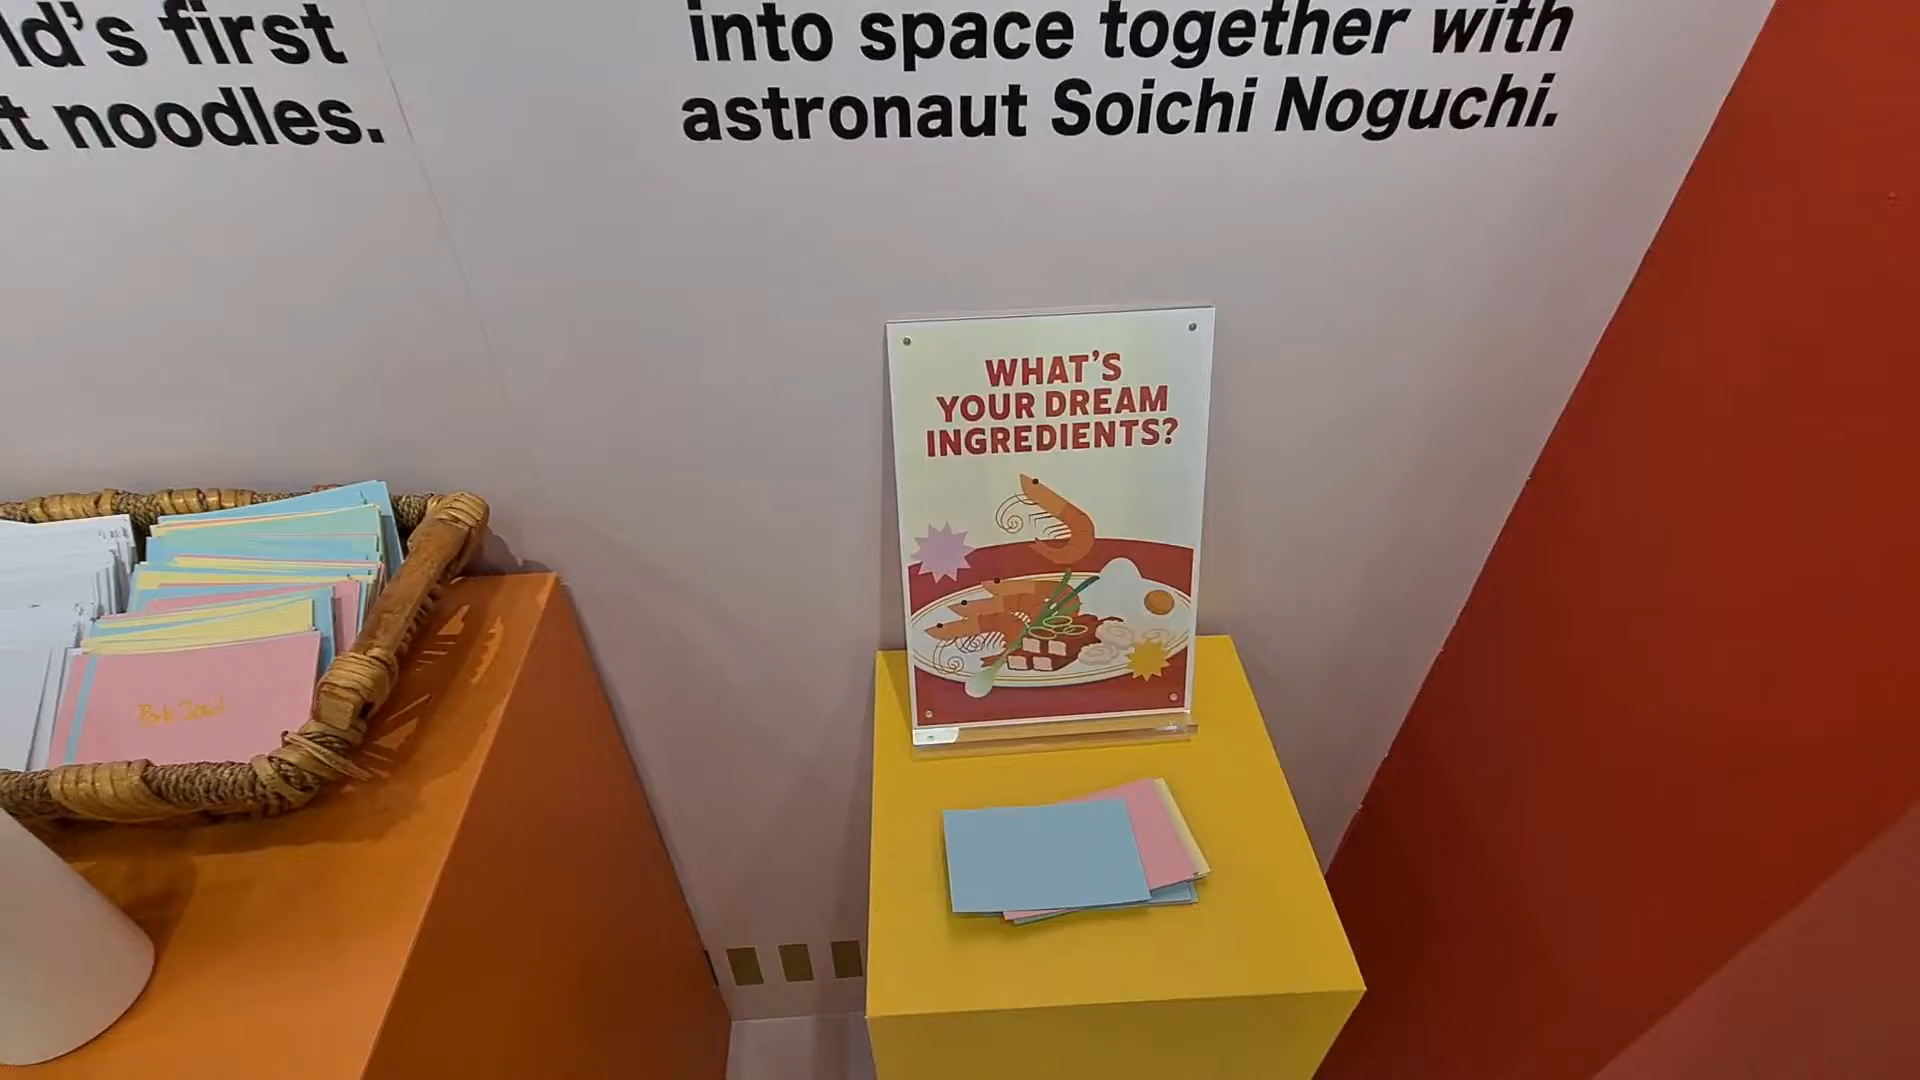 ld's first
t noodles.
into space together with
astronaut Soichi Noguchi.
WHAT'S
YOUR DREAM
INGREDIENTS?